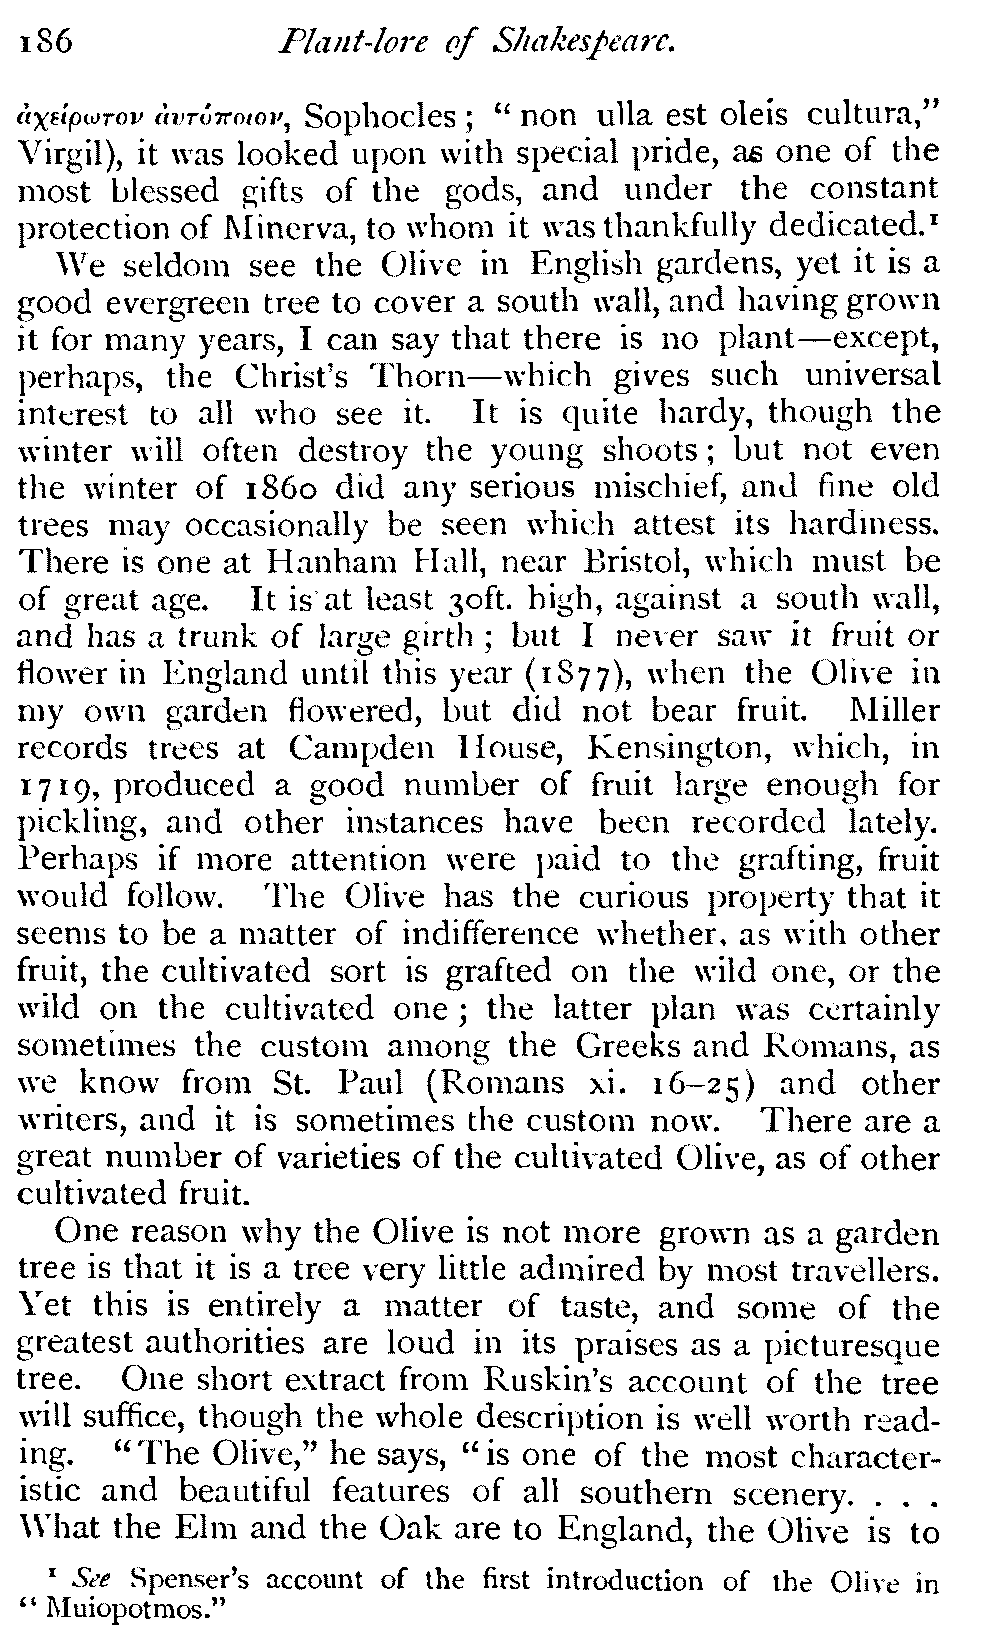 186 Plant-lore of Shakespeare.
ἀχείρωτον ἀυτόποιον, Sophocles ; “ non ulla est oleis cultura,”
Virgil), it was looked upon with special pride, as one of the
most blessed gifts of the gods, and under the constant
protection of Minerva, to whom it was thankfully dedicated.¹
We seldom see the Olive in English gardens, yet it is a
good evergreen tree to cover a south wall, and having grown
it for many years, I can say that there is no plant—except,
perhaps, the Christ's Thorn—which gives such universal
interest to all who see it. It is quite hardy, though the
winter will often destroy the young shoots ; but not even
the winter of 1860 did any serious mischief, and fine old
trees may occasionally be seen which attest its hardiness.
There is one at Hanham Hall, near Bristol, which must be
of great age. It is at least 30ft. high, against a south wall,
and has a trunk of large girth ; but I never saw it fruit or
flower in England until this year (1877), when the Olive in
my own garden flowered, but did not bear fruit. Miller
records trees at Campden House, Kensington, which, in
1719, produced a good number of fruit large enough for
pickling, and other instances have been recorded lately.
Perhaps if more attention were paid to the grafting, fruit
would follow. The Olive has the curious property that it
seems to be a matter of indifference whether, as with other
fruit, the cultivated sort is grafted on the wild one, or the
wild on the cultivated one ; the latter plan was certainly
sometimes the custom among the Greeks and Romans, as
we know from St. Paul (Romans xi. 16–25) and other
writers, and it is sometimes the custom now. There are a
great number of varieties of the cultivated Olive, as of other
cultivated fruit.
One reason why the Olive is not more grown as a garden
tree is that it is a tree very little admired by most travellers.
Yet this is entirely a matter of taste, and some of the
greatest authorities are loud in its praises as a picturesque
tree. One short extract from Ruskin's account of the tree
will suffice, though the whole description is well worth read-
ing. “The Olive,” he says, “is one of the most character-
istic and beautiful features of all southern scenery. . . .
What the Elm and the Oak are to England, the Olive is to
¹ See Spenser's account of the first introduction of the Olive in
“ Muiopotmos.”